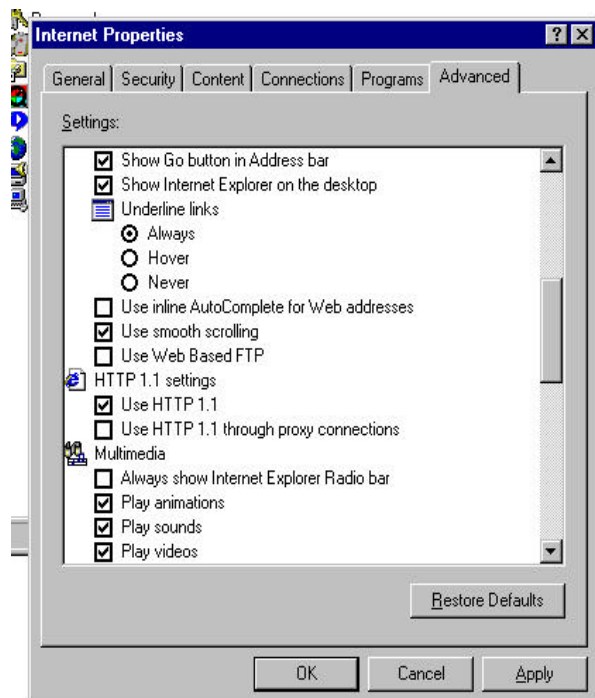 Internet Properties
General Security Content Connections Programs Advanced
Settings:
Show Go button in Address bar
Show Internet Explorer on the desktop
Underline links
Always
Hover
Never
Use inline AutoComplete for Web addresses
Use smooth scrolling
Use Web Based FTP
HTTP 1.1 settings
Use HTTP 1.1
Use HTTP 1.1 through proxy connections
Multimedia
Always show Internet Explorer Radio bar
Play animations
Play sounds
Play videos
Restore Defaults
OK Cancel Apply